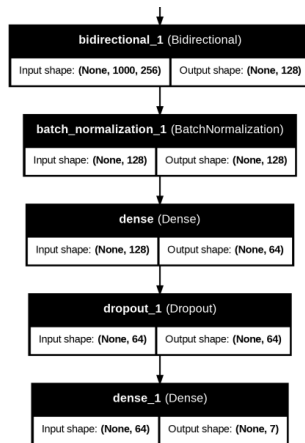 bidirectional_1 (Bidirectional)
Input shape: (None, 1000, 256) Output shape: (None, 128)
batch_normalization_1 (BatchNormalization)
Input shape: (None, 128) Output shape: (None, 128)
dense (Dense)
Input shape: (None, 128) Output shape: (None, 64)
dropout_1 (Dropout)
Input shape: (None, 64) Output shape: (None, 64)
dense_1 (Dense)
Input shape: (None, 64) Output shape: (None, 7)